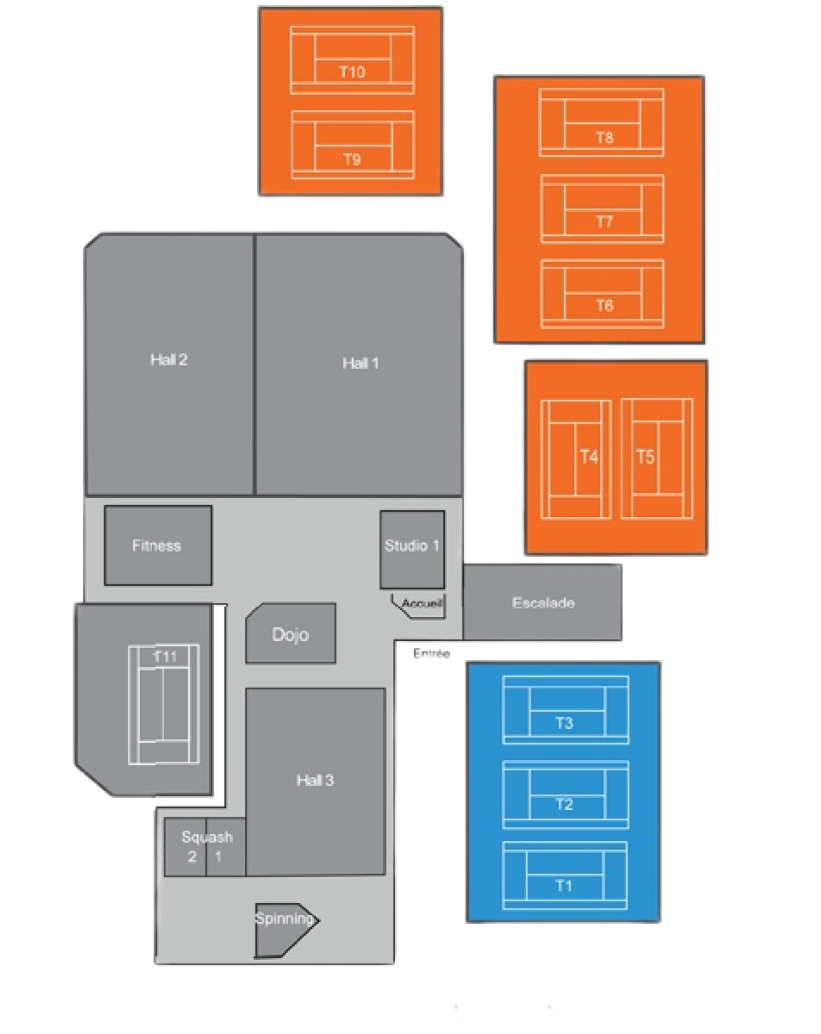 T10
T9
T8
T7
T6
Hall 2
Hall 1
T4
T5
Fitness
Studio 1
Accueil
Escalade
Dojo
Entrée
T11
T3
Hall 3
T2
Squash
2 1
T1
Spinning